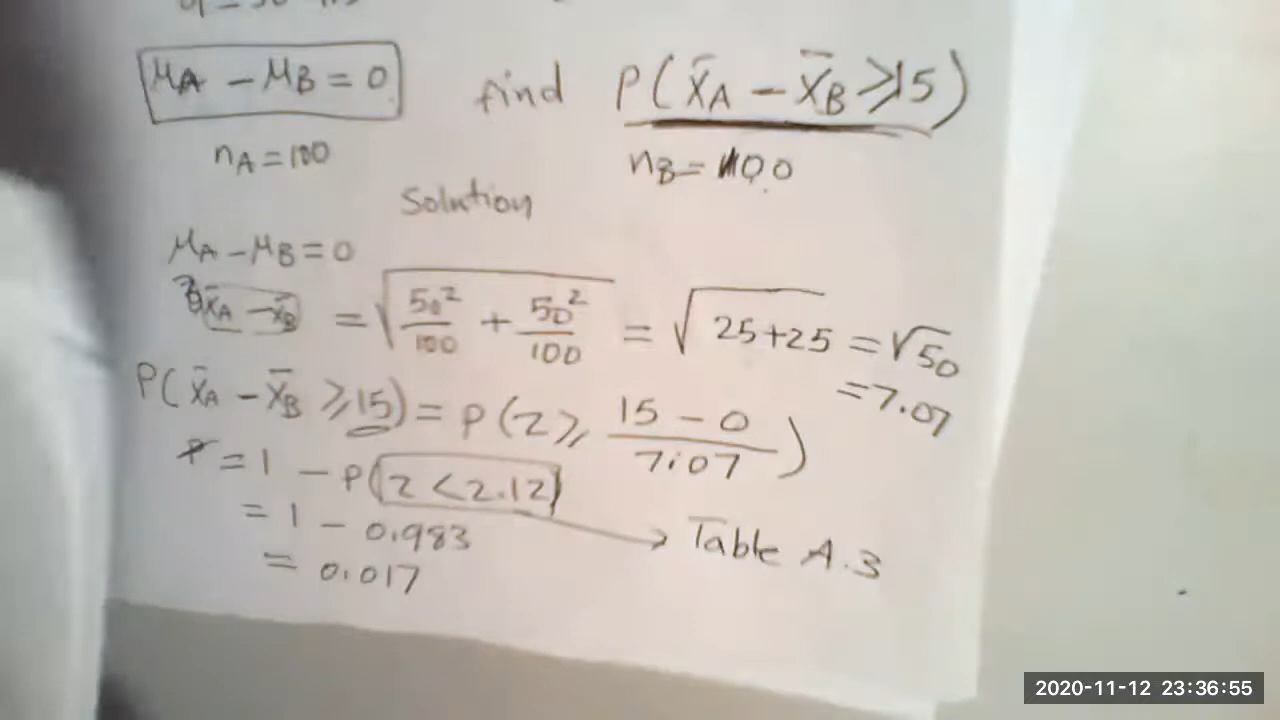 μA − μB = 0 find P(X̄A − X̄B ≥ 15)
nA = 100 nB = 100
Solution
μA − μB = 0
σX̄A − X̄B = √(50²/100 + 50²/100) = √(25+25) = √50
= 7.07
P(X̄A − X̄B ≥ 15) = P(Z ≥ (15 − 0)/7.07)
= 1 − P(Z < 2.12)
= 1 − 0.983 → Table A.3
= 0.017
2020-11-12 23:36:55